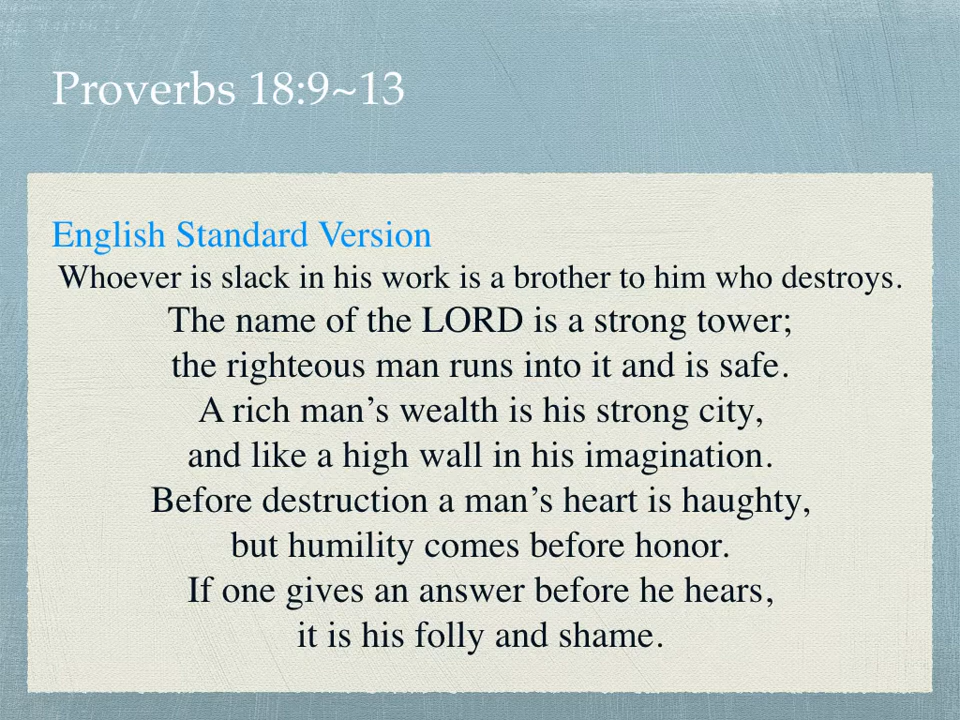 Proverbs 18:9~13
English Standard Version
Whoever is slack in his work is a brother to him who destroys.
The name of the LORD is a strong tower;
the righteous man runs into it and is safe.
A rich man’s wealth is his strong city,
and like a high wall in his imagination.
Before destruction a man’s heart is haughty,
but humility comes before honor.
If one gives an answer before he hears,
it is his folly and shame.